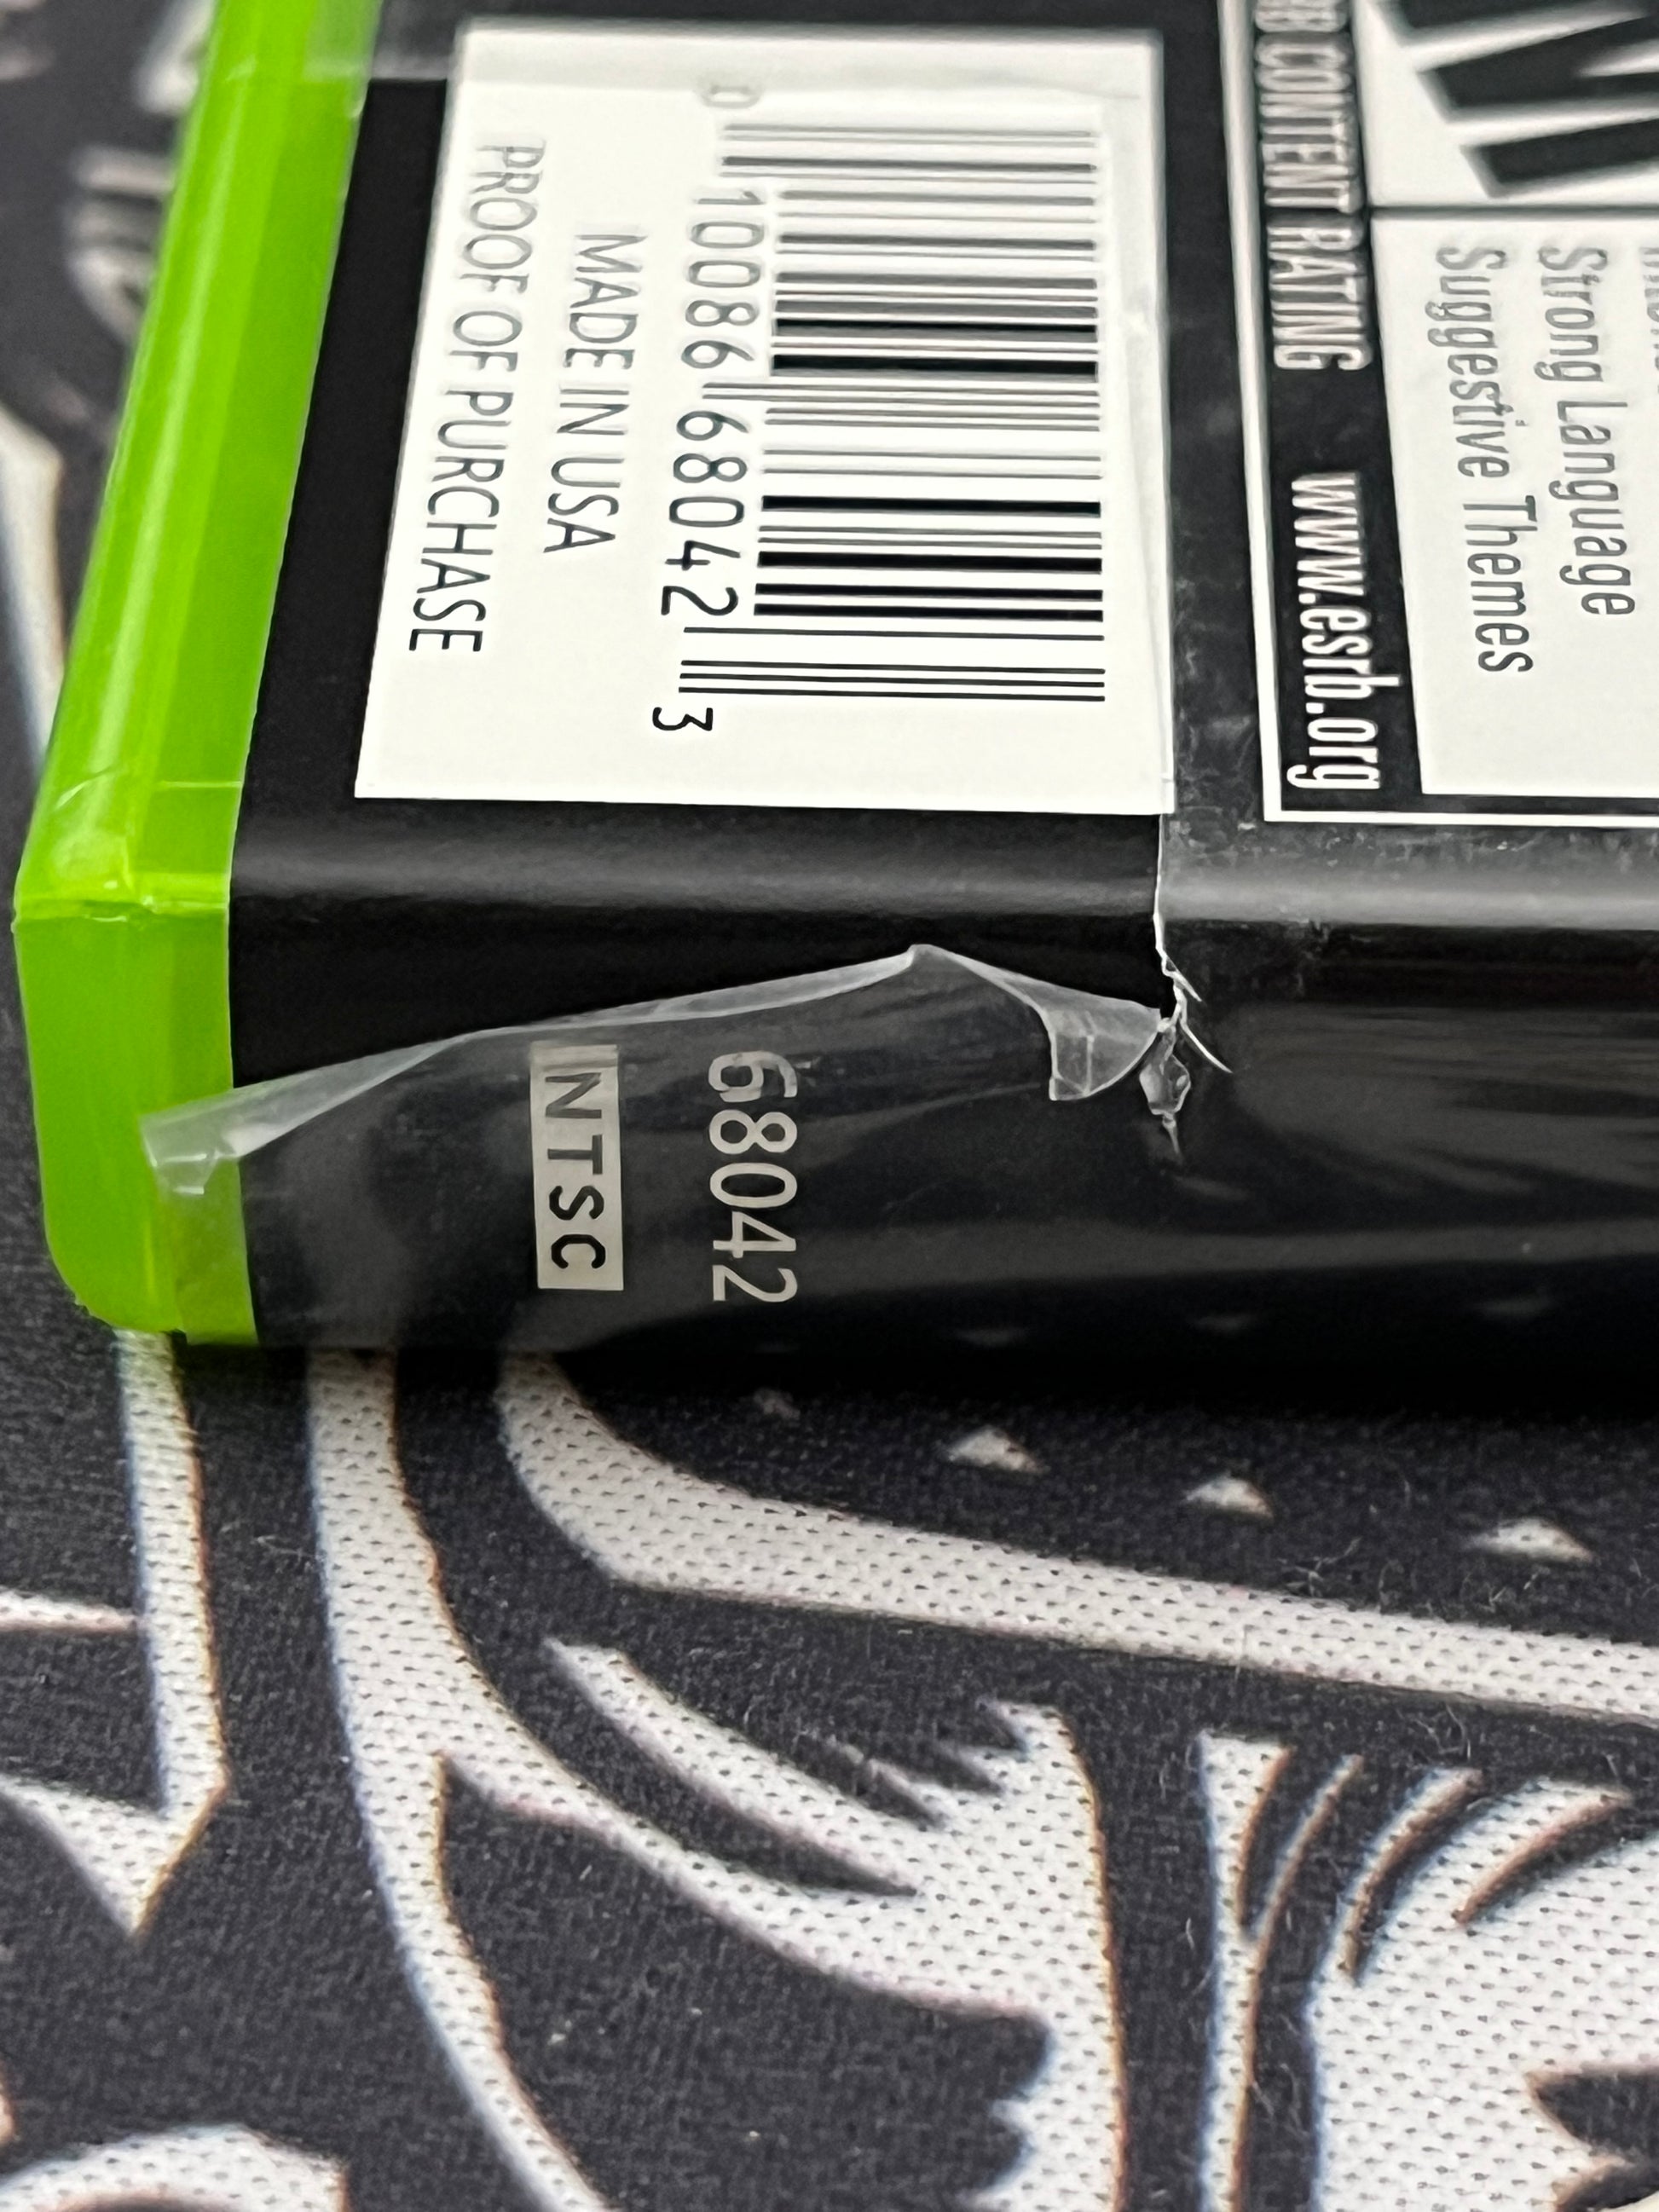 0 10086 68042 3
MADE IN USA
PROOF OF PURCHASE
CONTENT RATING www.esrb.org
M
Strong Language
Suggestive Themes
68042
NTSC